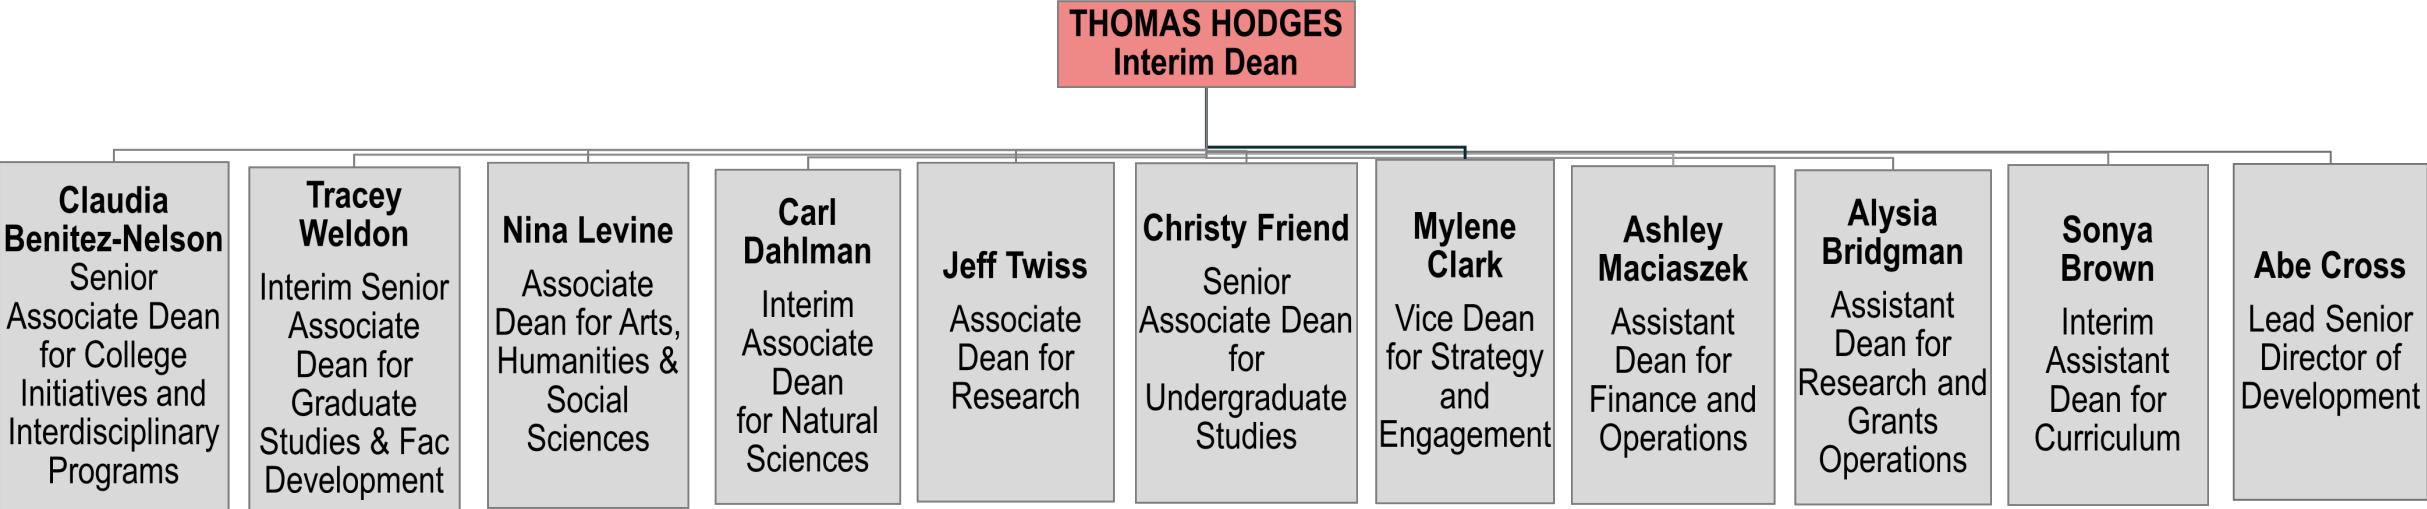 THOMAS HODGES
Interim Dean
Claudia
Benitez-Nelson
Senior
Associate Dean
for College
Initiatives and
Interdisciplinary
Programs
Tracey
Weldon
Interim Senior
Associate
Dean for
Graduate
Studies & Fac
Development
Nina Levine
Associate
Dean for Arts,
Humanities &
Social
Sciences
Carl
Dahlman
Interim
Associate
Dean
for Natural
Sciences
Jeff Twiss
Associate
Dean for
Research
Christy Friend
Senior
Associate Dean
for
Undergraduate
Studies
Mylene
Clark
Vice Dean
for Strategy
and
Engagement
Ashley
Maciaszek
Assistant
Dean for
Finance and
Operations
Alysia
Bridgman
Assistant
Dean for
Research and
Grants
Operations
Sonya
Brown
Interim
Assistant
Dean for
Curriculum
Abe Cross
Lead Senior
Director of
Development